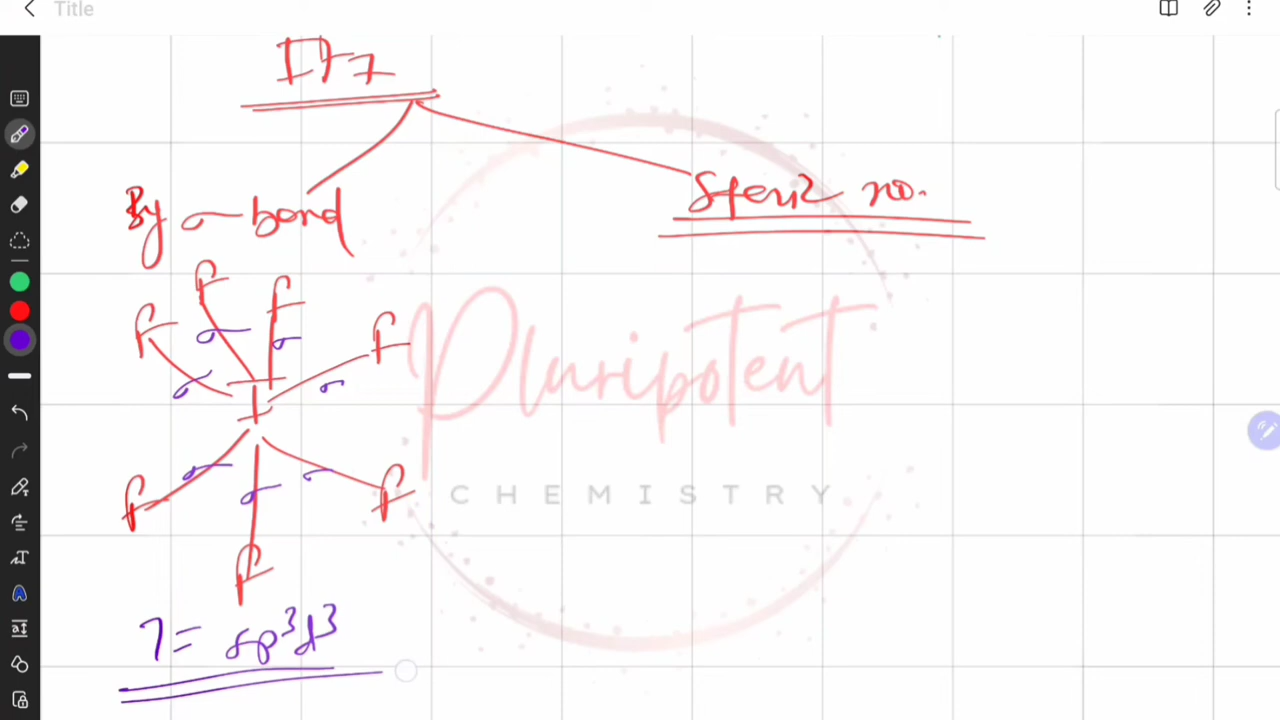 Title
IF7
By σ-bond
Steric no.
F
F
F
F
σ
σ
σ
σ
I
F
σ
σ
σ
F
F
7 = sp³d³
Pluripotent
CHEMISTRY